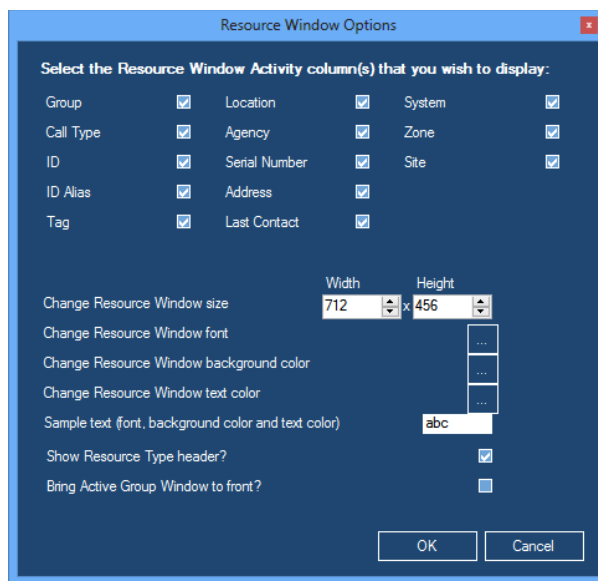 Resource Window Options
x
Select the Resource Window Activity column(s) that you wish to display:
Group Location System
Call Type Agency Zone
ID Serial Number Site
ID Alias Address
Tag Last Contact
Width Height
Change Resource Window size 712 x 456
Change Resource Window font ...
Change Resource Window background color ...
Change Resource Window text color ...
Sample text (font, background color and text color) abc
Show Resource Type header?
Bring Active Group Window to front?
OK Cancel